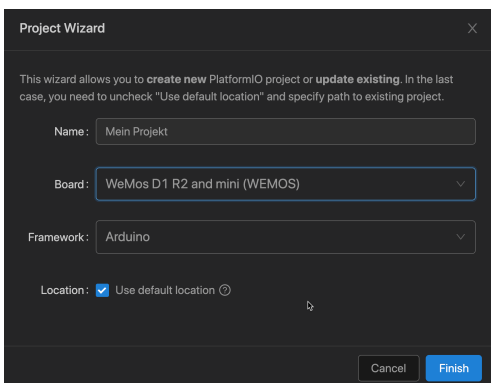 Project Wizard
This wizard allows you to create new PlatformIO project or update existing. In the last
case, you need to uncheck "Use default location" and specify path to existing project.
Name: Mein Projekt
Board: WeMos D1 R2 and mini (WEMOS)
Framework: Arduino
Location: Use default location
Cancel Finish